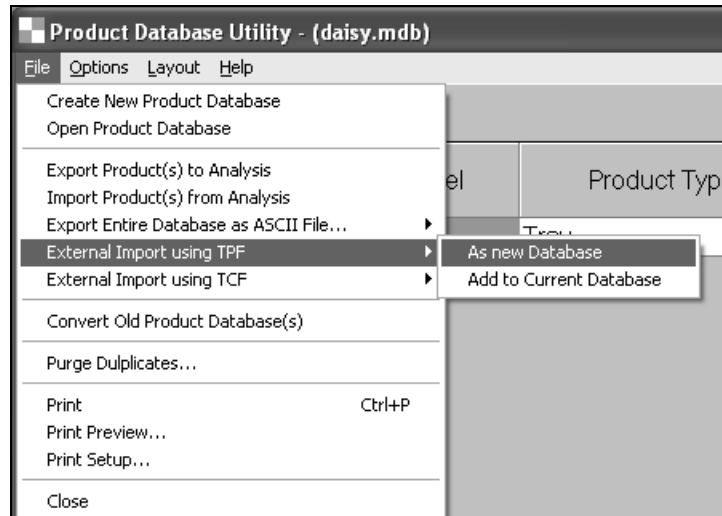 Product Database Utility - (daisy.mdb)
File Options Layout Help
Create New Product Database
Open Product Database
Export Product(s) to Analysis
Import Product(s) from Analysis
Export Entire Database as ASCII File...
External Import using TPF
External Import using TCF
Convert Old Product Database(s)
Purge Dulplicates...
Print Ctrl+P
Print Preview...
Print Setup...
Close
As new Database
Add to Current Database
el
Product Typ